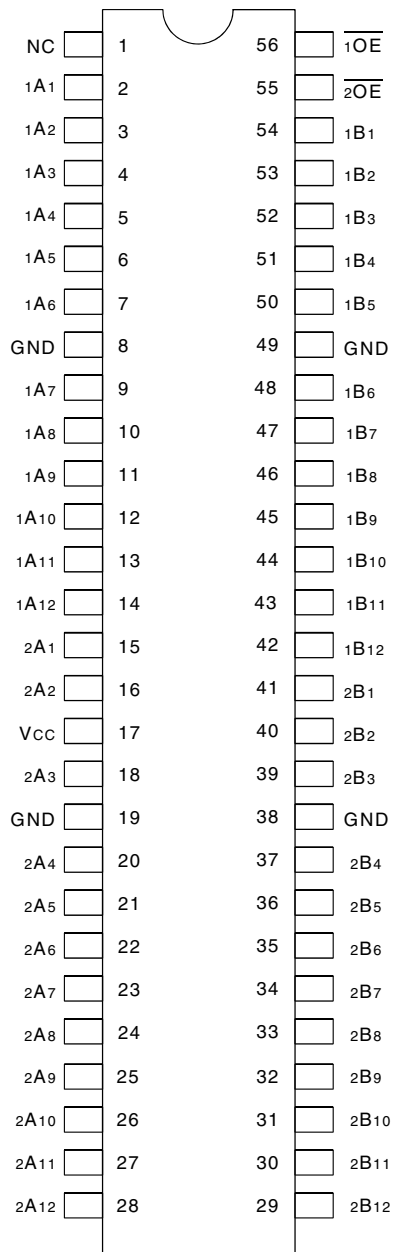 NC 1 56 1OE
1A1 2 55 2OE
1A2 3 54 1B1
1A3 4 53 1B2
1A4 5 52 1B3
1A5 6 51 1B4
1A6 7 50 1B5
GND 8 49 GND
1A7 9 48 1B6
1A8 10 47 1B7
1A9 11 46 1B8
1A10 12 45 1B9
1A11 13 44 1B10
1A12 14 43 1B11
2A1 15 42 1B12
2A2 16 41 2B1
VCC 17 40 2B2
2A3 18 39 2B3
GND 19 38 GND
2A4 20 37 2B4
2A5 21 36 2B5
2A6 22 35 2B6
2A7 23 34 2B7
2A8 24 33 2B8
2A9 25 32 2B9
2A10 26 31 2B10
2A11 27 30 2B11
2A12 28 29 2B12